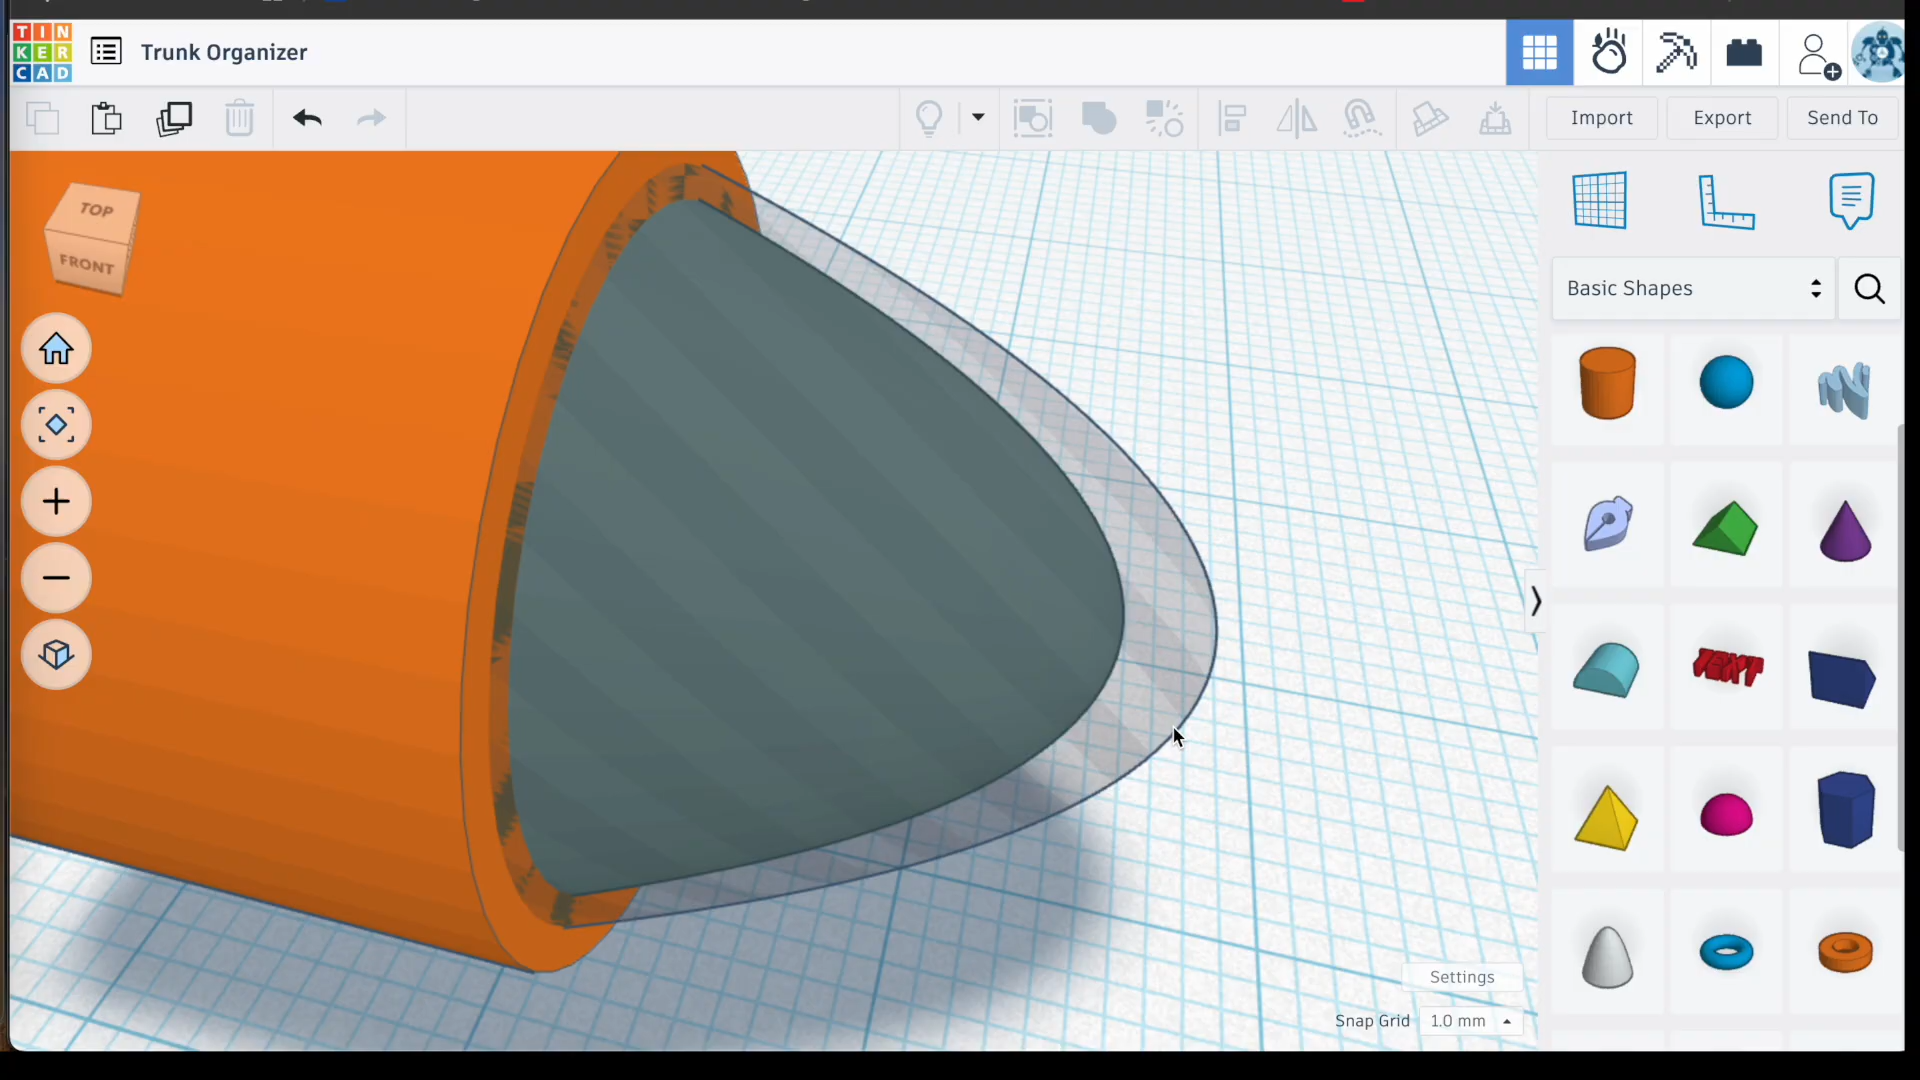 TIN
KER
CAD
Trunk Organizer
Import
Export
Send To
TOP
FRONT
Basic Shapes
TEXT
Settings
Snap Grid
1.0 mm